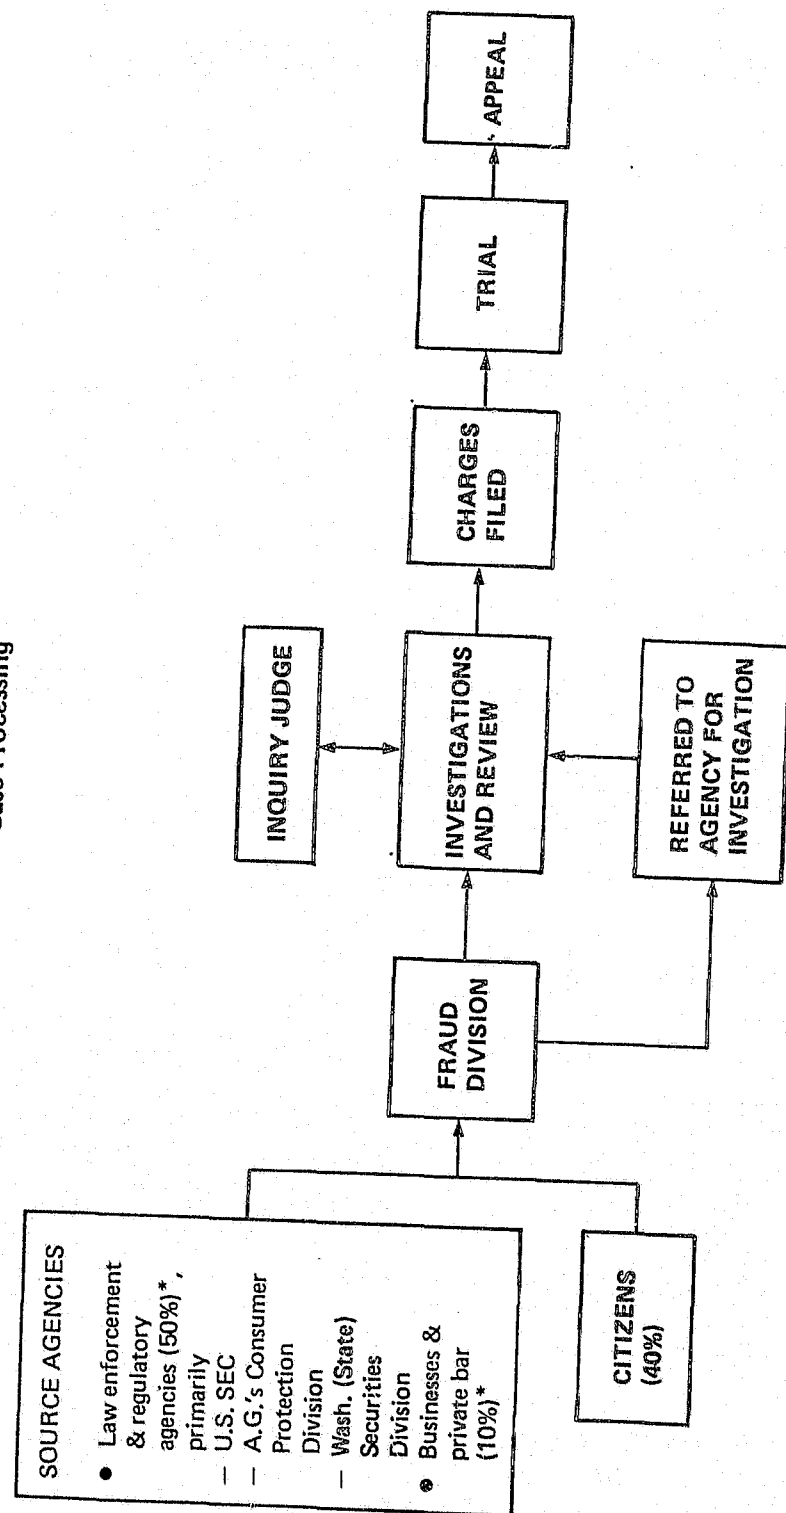 Case Processing
SOURCE AGENCIES
● Law enforcement
& regulatory
agencies (50%)*,
primarily
— U.S. SEC
— A.G.'s Consumer
Protection
Division
— Wash. (State)
Securities
Division
● Businesses &
private bar
(10%)*
CITIZENS
(40%)
FRAUD
DIVISION
INQUIRY JUDGE
INVESTIGATIONS
AND REVIEW
REFERRED TO
AGENCY FOR
INVESTIGATION
CHARGES
FILED
TRIAL
APPEAL